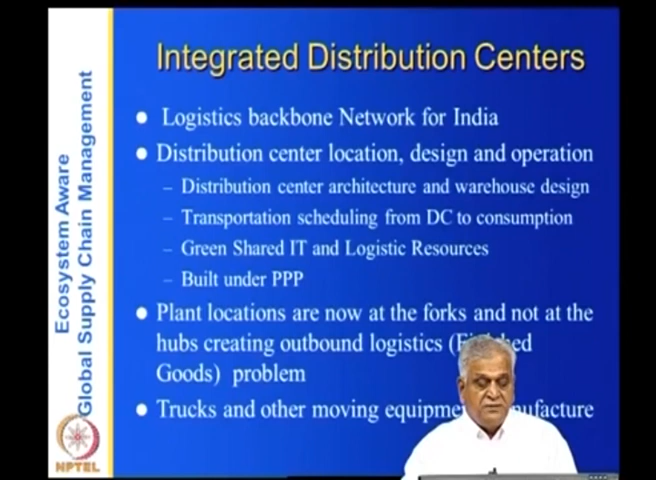 Integrated Distribution Centers
Logistics backbone Network for India
Distribution center location, design and operation
– Distribution center architecture and warehouse design
– Transportation scheduling from DC to consumption
– Green Shared IT and Logistic Resources
– Built under PPP
Plant locations are now at the forks and not at the
hubs creating outbound logistics
Goods) problem
Trucks and other moving
Ecosystem Aware
Global Supply Chain Management
NPTEL